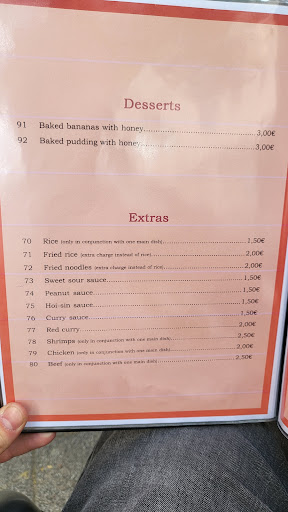 Desserts
91 Baked bananas with honey 3,00€
92 Baked pudding with honey 3,00€
Extras
70 Rice (only in conjunction with one main dish) 1,50€
71 Fried rice (extra charge instead of rice) 2,00€
72 Fried noodles (extra charge instead of rice) 2,00€
73 Sweet sour sauce 1,50€
74 Peanut sauce 1,50€
75 Hoi-sin sauce 1,50€
76 Curry sauce 1,50€
77 Red curry 2,00€
78 Shrimps (only in conjunction with one main dish) 2,50€
79 Chicken (only in conjunction with one main dish) 2,00€
80 Beef (only in conjunction with one main dish) 2,50€